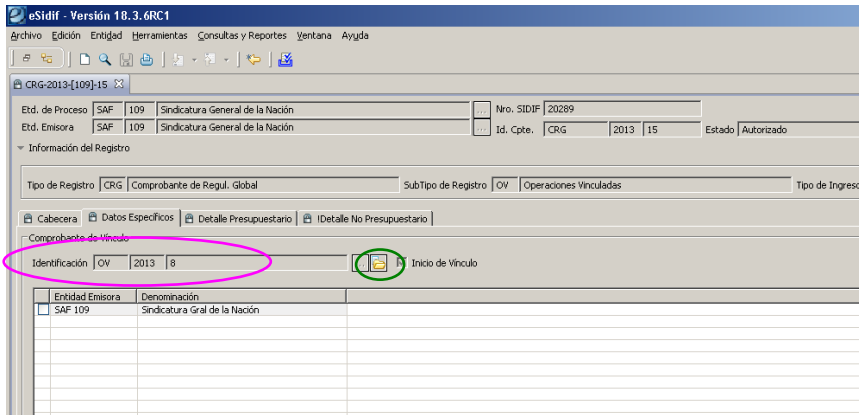 eSidif - Versión 18.3.6RC1
Archivo Edición Entidad Herramientas Consultas y Reportes Ventana Ayuda
CRG-2013-[109]-15
Etd. de Proceso SAF 109 Sindicatura General de la Nación ... Nro. SIDIF 20289
Etd. Emisora SAF 109 Sindicatura General de la Nación ... Id. Cpte. CRG 2013 15 Estado Autorizado
Información del Registro
Tipo de Registro CRG Comprobante de Regul. Global SubTipo de Registro OV Operaciones Vinculadas Tipo de Ingreso
Cabecera Datos Específicos Detalle Presupuestario !Detalle No Presupuestario
Comprobante de Vínculo
Identificación OV 2013 8 ... Inicio de Vínculo
Entidad Emisora Denominación
SAF 109 Sindicatura Gral de la Nación